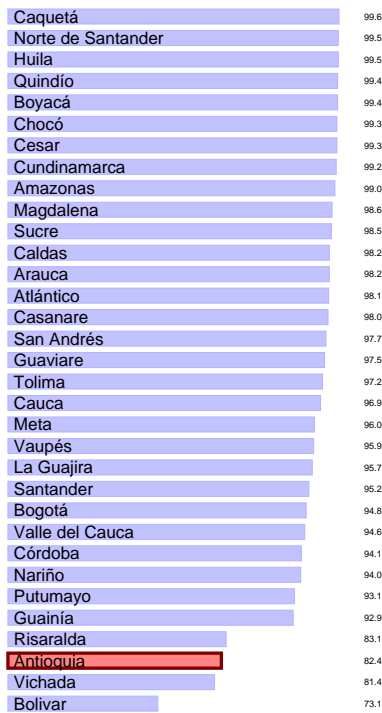 Caquetá 99.6
Norte de Santander 99.5
Huila 99.5
Quindío 99.4
Boyacá 99.4
Chocó 99.3
Cesar 99.3
Cundinamarca 99.2
Amazonas 99.0
Magdalena 98.6
Sucre 98.5
Caldas 98.2
Arauca 98.2
Atlántico 98.1
Casanare 98.0
San Andrés 97.7
Guaviare 97.5
Tolima 97.2
Cauca 96.9
Meta 96.0
Vaupés 95.9
La Guajira 95.7
Santander 95.2
Bogotá 94.8
Valle del Cauca 94.6
Córdoba 94.1
Nariño 94.0
Putumayo 93.1
Guainía 92.9
Risaralda 83.1
Antioquia 82.4
Vichada 81.4
Bolivar 73.1